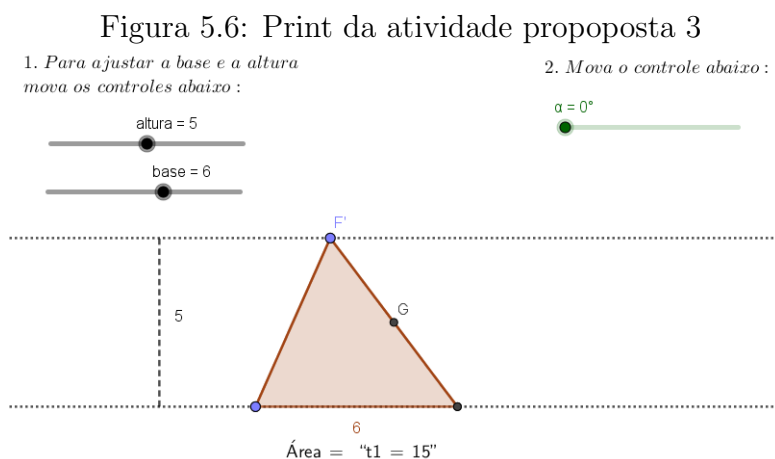 Figura 5.6: Print da atividade propoposta 3
1. Para ajustar a base e a altura
mova os controles abaixo :
2. Mova o controle abaixo :
altura = 5
base = 6
α = 0°
F'
G
5
6
Área = “t1 = 15”